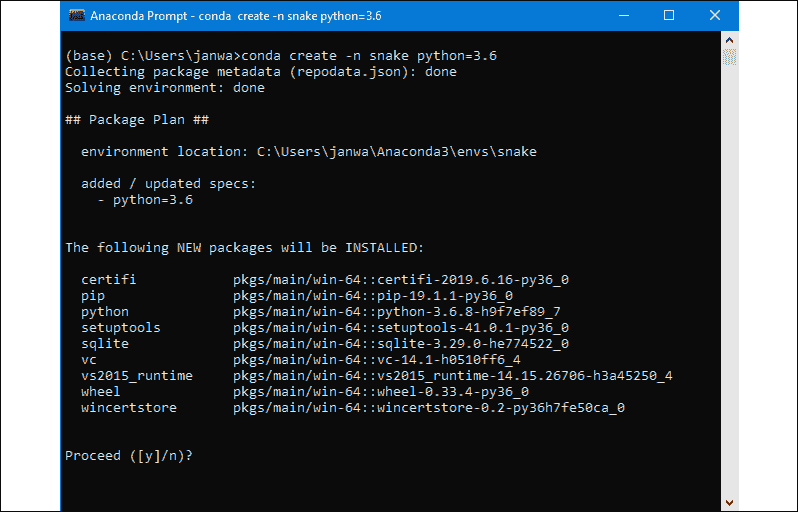 Anaconda Prompt - conda  create -n snake python=3.6
(base) C:\Users\janwa>conda create -n snake python=3.6
Collecting package metadata (repodata.json): done
Solving environment: done
## Package Plan ##
environment location: C:\Users\janwa\Anaconda3\envs\snake
added / updated specs:
- python=3.6
The following NEW packages will be INSTALLED:
certifi            pkgs/main/win-64::certifi-2019.6.16-py36_0
pip                pkgs/main/win-64::pip-19.1.1-py36_0
python             pkgs/main/win-64::python-3.6.8-h9f7ef89_7
setuptools         pkgs/main/win-64::setuptools-41.0.1-py36_0
sqlite             pkgs/main/win-64::sqlite-3.29.0-he774522_0
vc                 pkgs/main/win-64::vc-14.1-h0510ff6_4
vs2015_runtime     pkgs/main/win-64::vs2015_runtime-14.15.26706-h3a45250_4
wheel              pkgs/main/win-64::wheel-0.33.4-py36_0
wincertstore       pkgs/main/win-64::wincertstore-0.2-py36h7fe50ca_0
Proceed ([y]/n)?